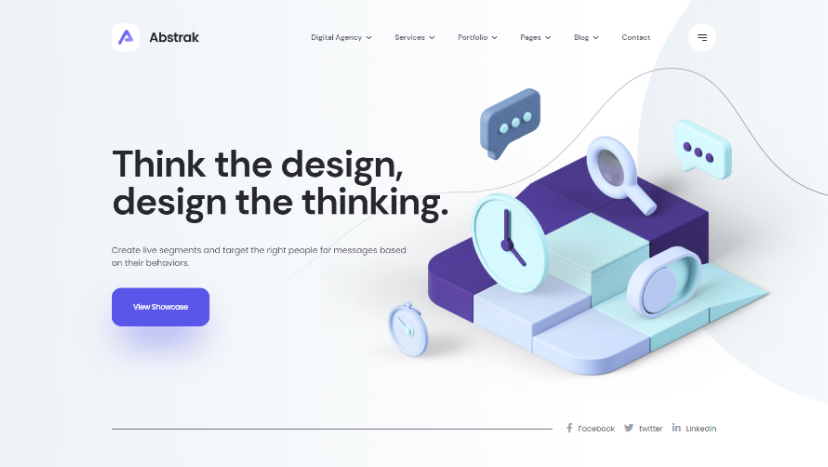 Abstrak
Digital Agency
Services
Portfolio
Pages
Blog
Contact
Think the design,
design the thinking.
Create live segments and target the right people for messages based
on their behaviors.
View Showcase
Facebook
twitter
Linkedin